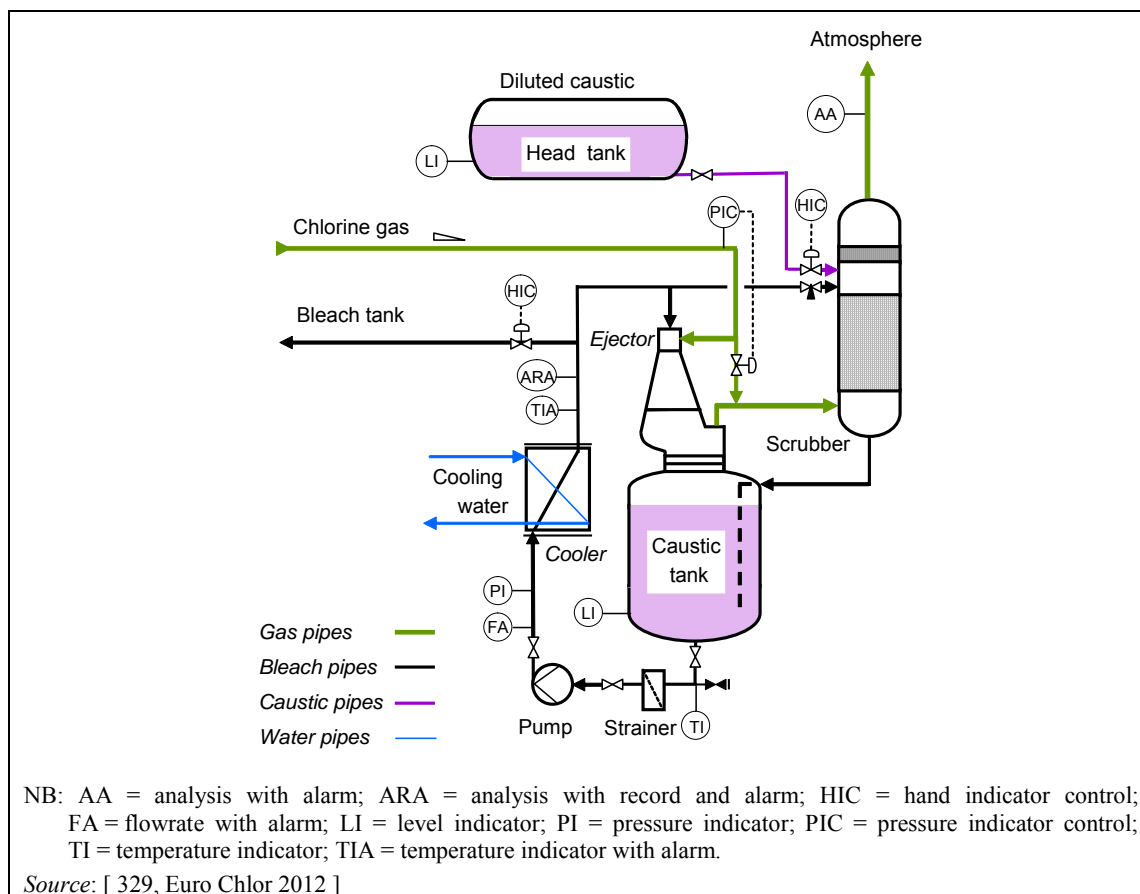 Atmosphere
Diluted caustic
AA
Head tank
LI
PIC
HIC
Chlorine gas
HIC
Bleach tank
Ejector
ARA
TIA
Scrubber
Cooling
water
Caustic
tank
Cooler
PI
LI
FA
Gas pipes
Bleach pipes
Caustic pipes
Water pipes
Pump
Strainer
TI
NB: AA = analysis with alarm; ARA = analysis with record and alarm; HIC = hand indicator control;
FA = flowrate with alarm; LI = level indicator; PI = pressure indicator; PIC = pressure indicator control;
TI = temperature indicator; TIA = temperature indicator with alarm.
Source: [ 329, Euro Chlor 2012 ]